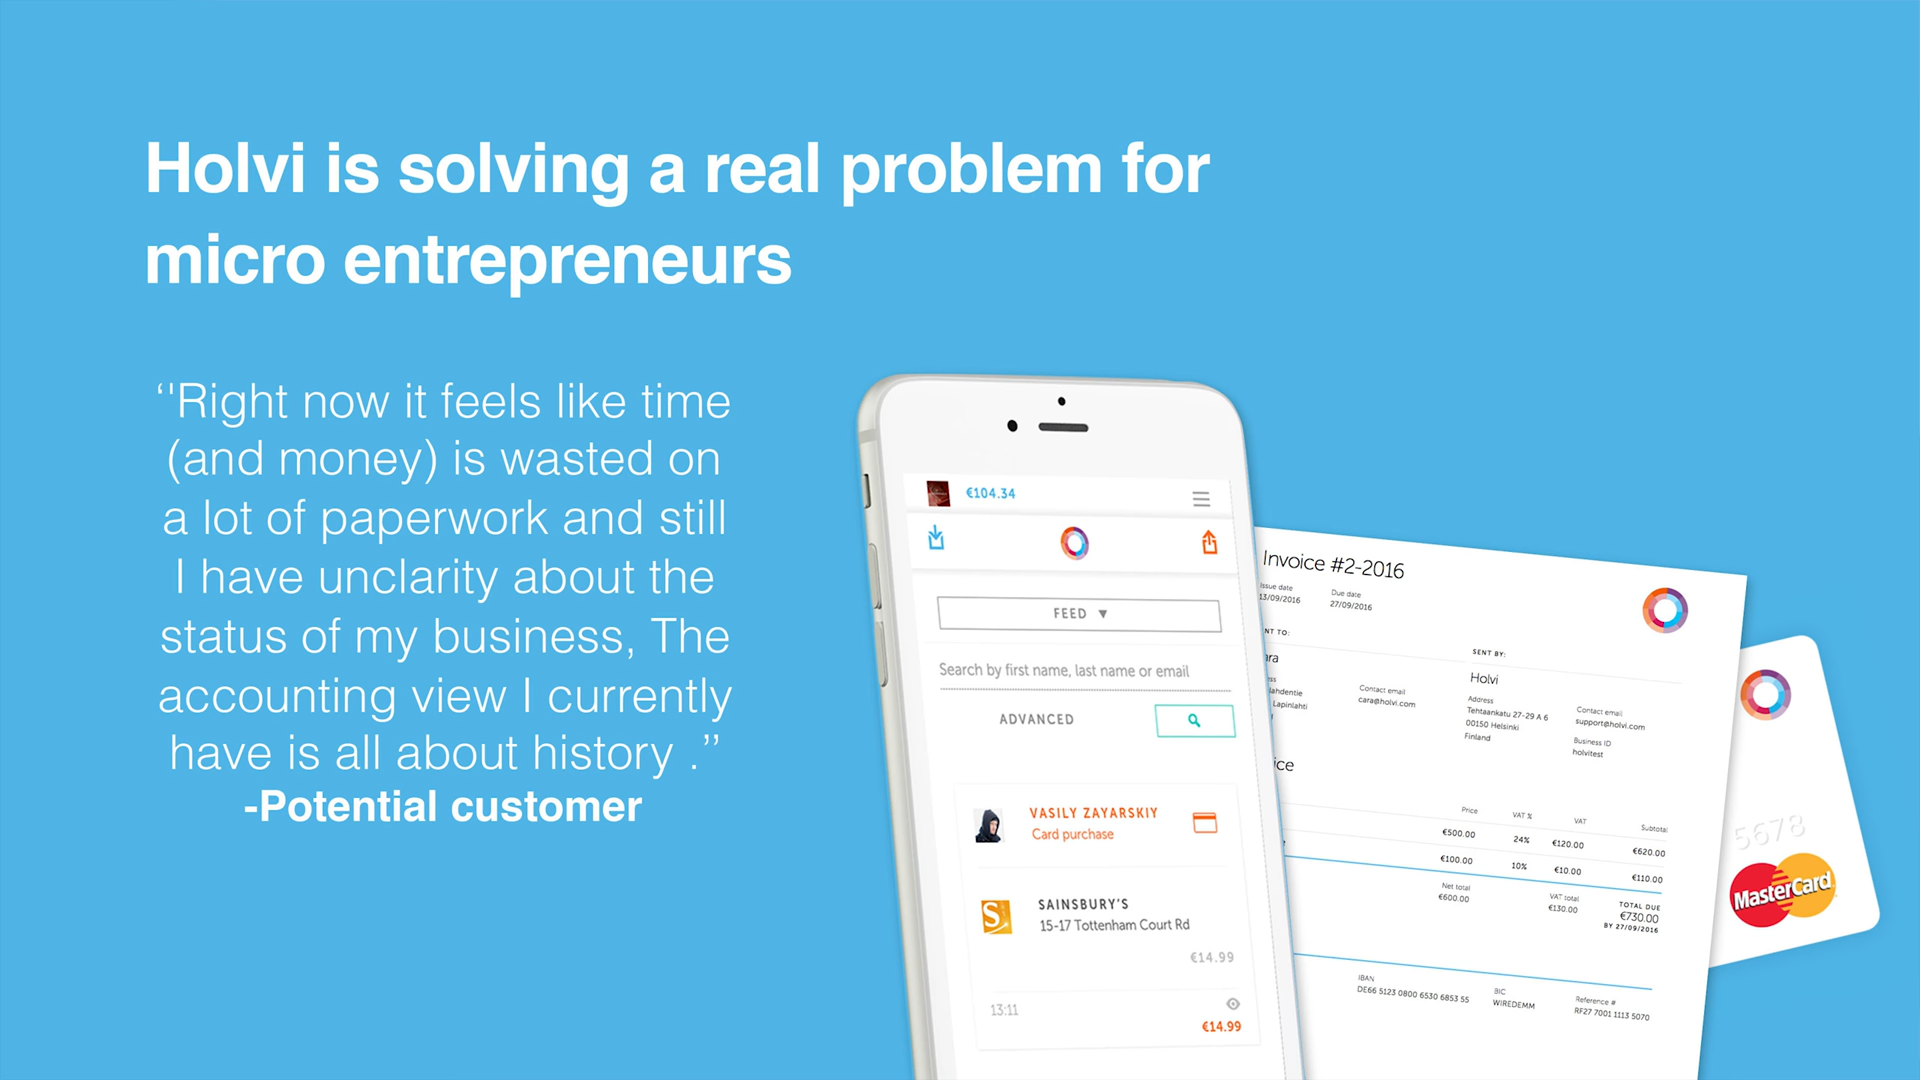 Holvi is solving a real problem for
micro entrepreneurs
‘'Right now it feels like time
(and money) is wasted on
a lot of paperwork and still
I have unclarity about the
status of my business, The
accounting view I currently
have is all about history .”
-Potential customer
€104.34
FEED ▼
Search by first name, last name or email
ADVANCED
VASILY ZAYARSKIY
Card purchase
SAINSBURY'S
15-17 Tottenham Court Rd
€14.99
13:11
€14.99
Invoice #2-2016
Issue date Due date
13/09/2016 27/09/2016
NT TO:
ra
ss
lahdentie
Lapinlahti
Contact email
cara@holvi.com
SENT BY:
Holvi
Address
Tehtaankatu 27-29 A 6
00150 Helsinki
Finland
Contact email
support@holvi.com
Business ID
holvitest
ice
Price VAT % VAT Subtotal
€500.00 24% €120.00 €620.00
€100.00 10% €10.00 €110.00
Net total VAT total TOTAL DUE
€600.00 €130.00 €730.00
BY 27/09/2016
IBAN BIC Reference #
DE66 5123 0800 6530 6853 55 WIREDEMM RF27 7001 1113 5070
5678
MasterCard